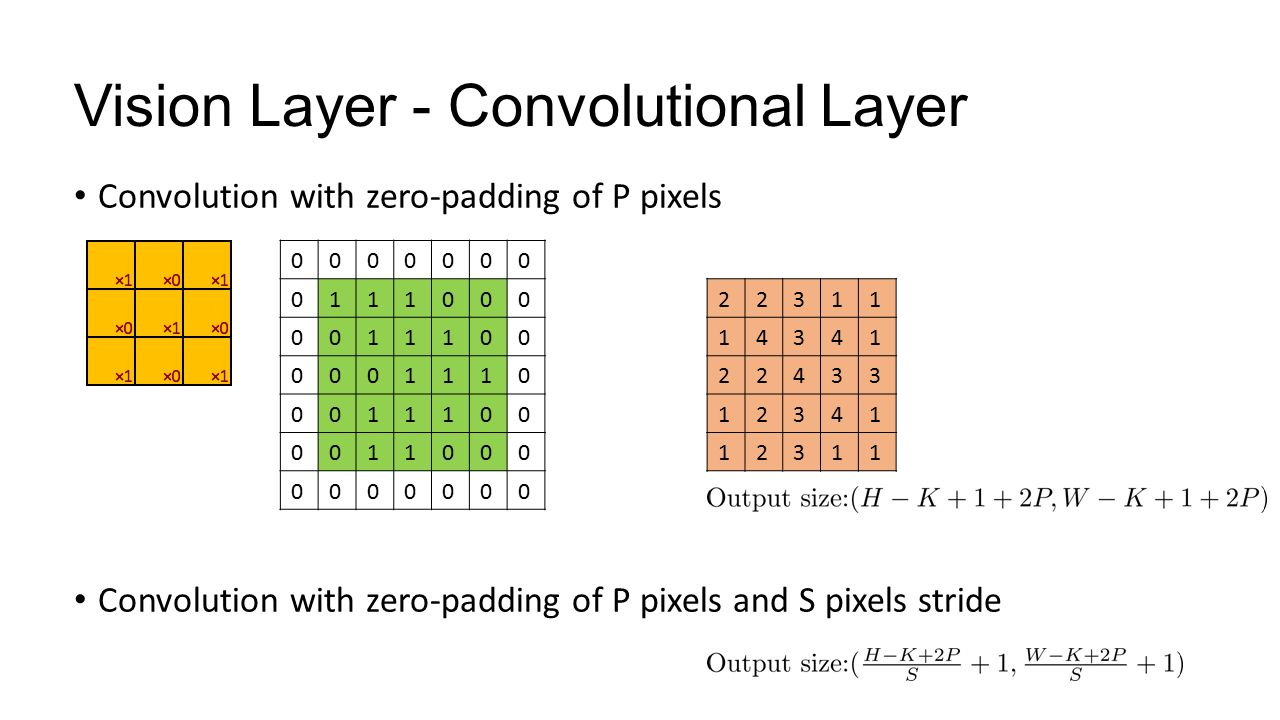 Vision Layer - Convolutional Layer
• Convolution with zero-padding of P pixels
×1 ×0 ×1
×0 ×1 ×0
×1 ×0 ×1
0 0 0 0 0 0 0
0 1 1 1 0 0 0
0 0 1 1 1 0 0
0 0 0 1 1 1 0
0 0 1 1 1 0 0
0 0 1 1 0 0 0
0 0 0 0 0 0 0
2 2 3 1 1
1 4 3 4 1
2 2 4 3 3
1 2 3 4 1
1 2 3 1 1
Output size:(H − K + 1 + 2P, W − K + 1 + 2P)
• Convolution with zero-padding of P pixels and S pixels stride
Output size:(\frac{H−K+2P}{S} + 1, \frac{W−K+2P}{S} + 1)